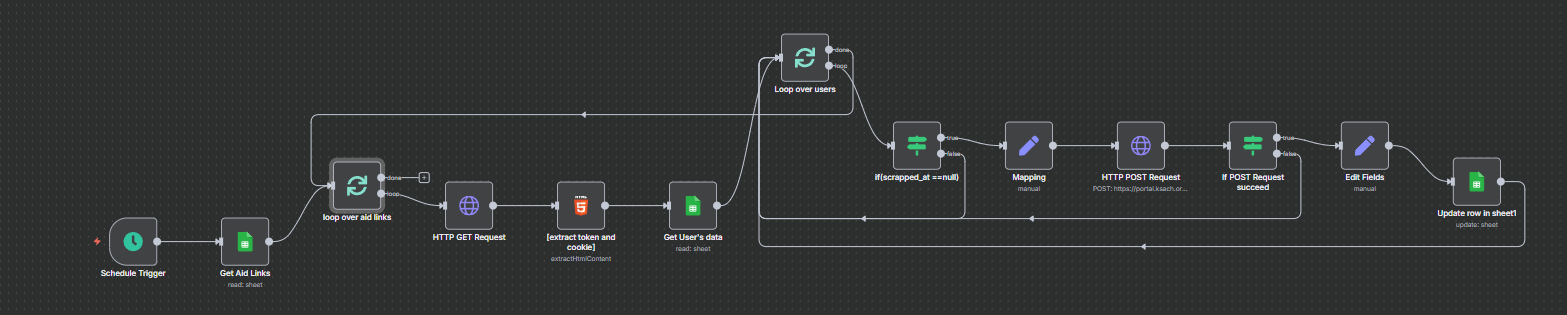 done
loop
Loop over users
true
false
if(scrapped_at ==null)
Mapping
manual
HTTP POST Request
POST: https://portal.ksach.or...
true
false
If POST Request
succeed
Edit Fields
manual
Update row in sheet1
update: sheet
done
loop
loop over aid links
HTTP GET Request
HTML
[extract token and
cookie]
extractHtmlContent
Get User's data
read: sheet
Schedule Trigger
Get Aid Links
read: sheet